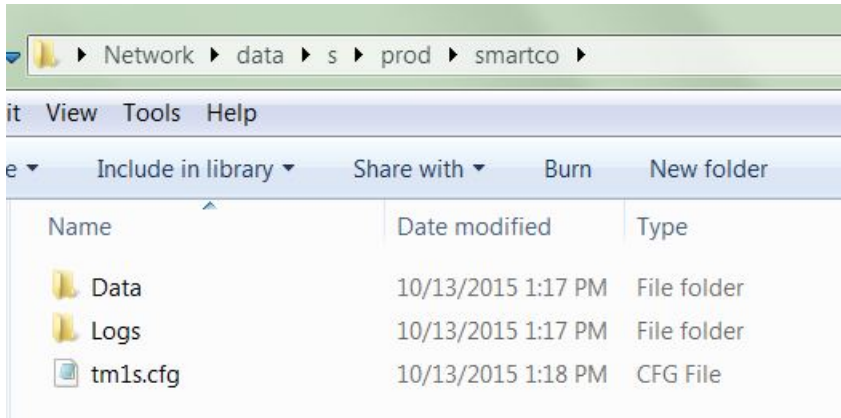 Network data s prod smartco
it View Tools Help
e Include in library Share with Burn New folder
Name Date modified Type
Data 10/13/2015 1:17 PM File folder
Logs 10/13/2015 1:17 PM File folder
tm1s.cfg 10/13/2015 1:18 PM CFG File